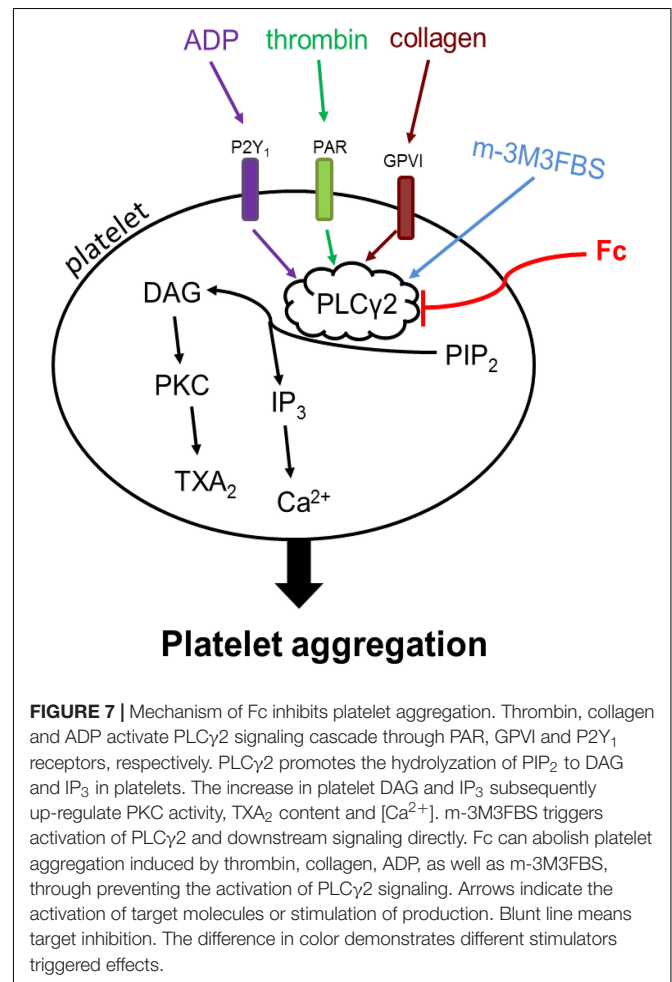 ADP thrombin collagen
P2Y₁ PAR GPVI
m-3M3FBS
platelet
Fc
DAG PLCγ2
PIP₂
PKC IP₃
TXA₂ Ca²⁺
Platelet aggregation
FIGURE 7 | Mechanism of Fc inhibits platelet aggregation. Thrombin, collagen
and ADP activate PLCγ2 signaling cascade through PAR, GPVI and P2Y₁
receptors, respectively. PLCγ2 promotes the hydrolyzation of PIP₂ to DAG
and IP₃ in platelets. The increase in platelet DAG and IP₃ subsequently
up-regulate PKC activity, TXA₂ content and [Ca²⁺]. m-3M3FBS triggers
activation of PLCγ2 and downstream signaling directly. Fc can abolish platelet
aggregation induced by thrombin, collagen, ADP, as well as m-3M3FBS,
through preventing the activation of PLCγ2 signaling. Arrows indicate the
activation of target molecules or stimulation of production. Blunt line means
target inhibition. The difference in color demonstrates different stimulators
triggered effects.